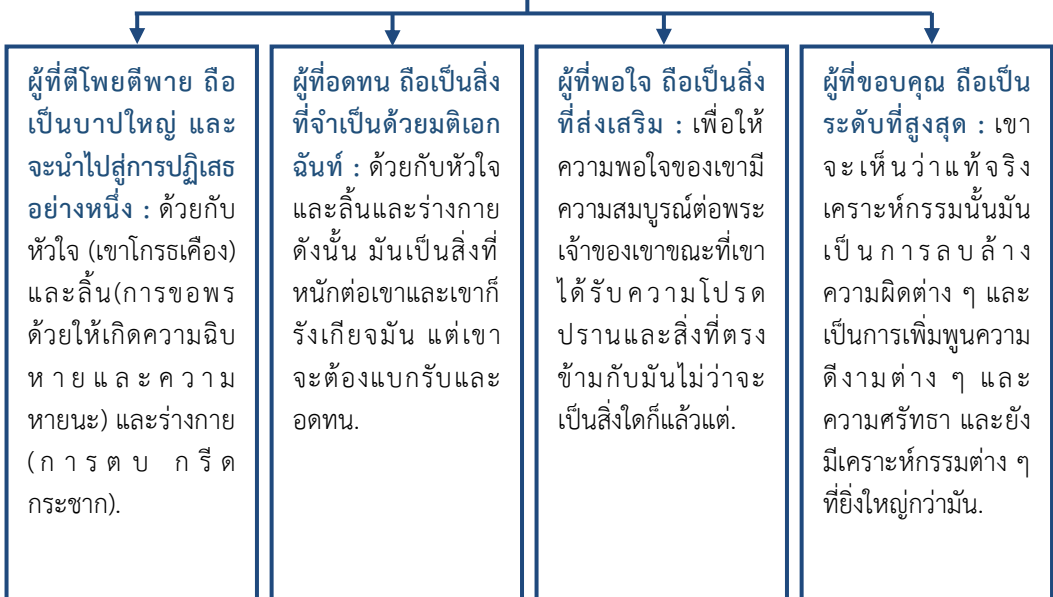 ผู้ที่ตีโพยตีพาย ถือ
เป็นบาปใหญ่ และ
จะนำไปสู่การปฏิเสธ
อย่างหนึ่ง : ด้วยกับ
หัวใจ (เขาโกรธเคือง)
และลิ้น(การขอพร
ด้วยให้เกิดความฉิบ
หายและความ
หายนะ) และร่างกาย
(การตบ กรีด
กระชาก).
ผู้ที่อดทน ถือเป็นสิ่ง
ที่จำเป็นด้วยมติเอก
ฉันท์ : ด้วยกับหัวใจ
และลิ้นและร่างกาย
ดังนั้น มันเป็นสิ่งที่
หนักต่อเขาและเขาก็
รังเกียจมัน แต่เขา
จะต้องแบกรับและ
อดทน.
ผู้ที่พอใจ ถือเป็นสิ่ง
ที่ส่งเสริม : เพื่อให้
ความพอใจของเขามี
ความสมบูรณ์ต่อพระ
เจ้าของเขาขณะที่เขา
ได้รับความโปรด
ปรานและสิ่งที่ตรง
ข้ามกับมันไม่ว่าจะ
เป็นสิ่งใดก็แล้วแต่.
ผู้ที่ขอบคุณ ถือเป็น
ระดับที่สูงสุด : เขา
จะเห็นว่าแท้จริง
เคราะห์กรรมนั้นมัน
เป็นการลบล้าง
ความผิดต่าง ๆ และ
เป็นการเพิ่มพูนความ
ดีงามต่าง ๆ และ
ความศรัทธา และยัง
มีเคราะห์กรรมต่าง ๆ
ที่ยิ่งใหญ่กว่ามัน.